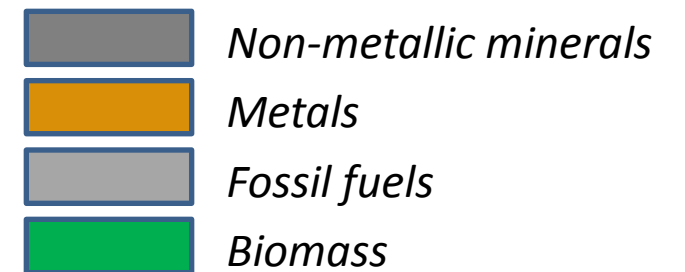 Non-metallic minerals
Metals
Fossil fuels
Biomass